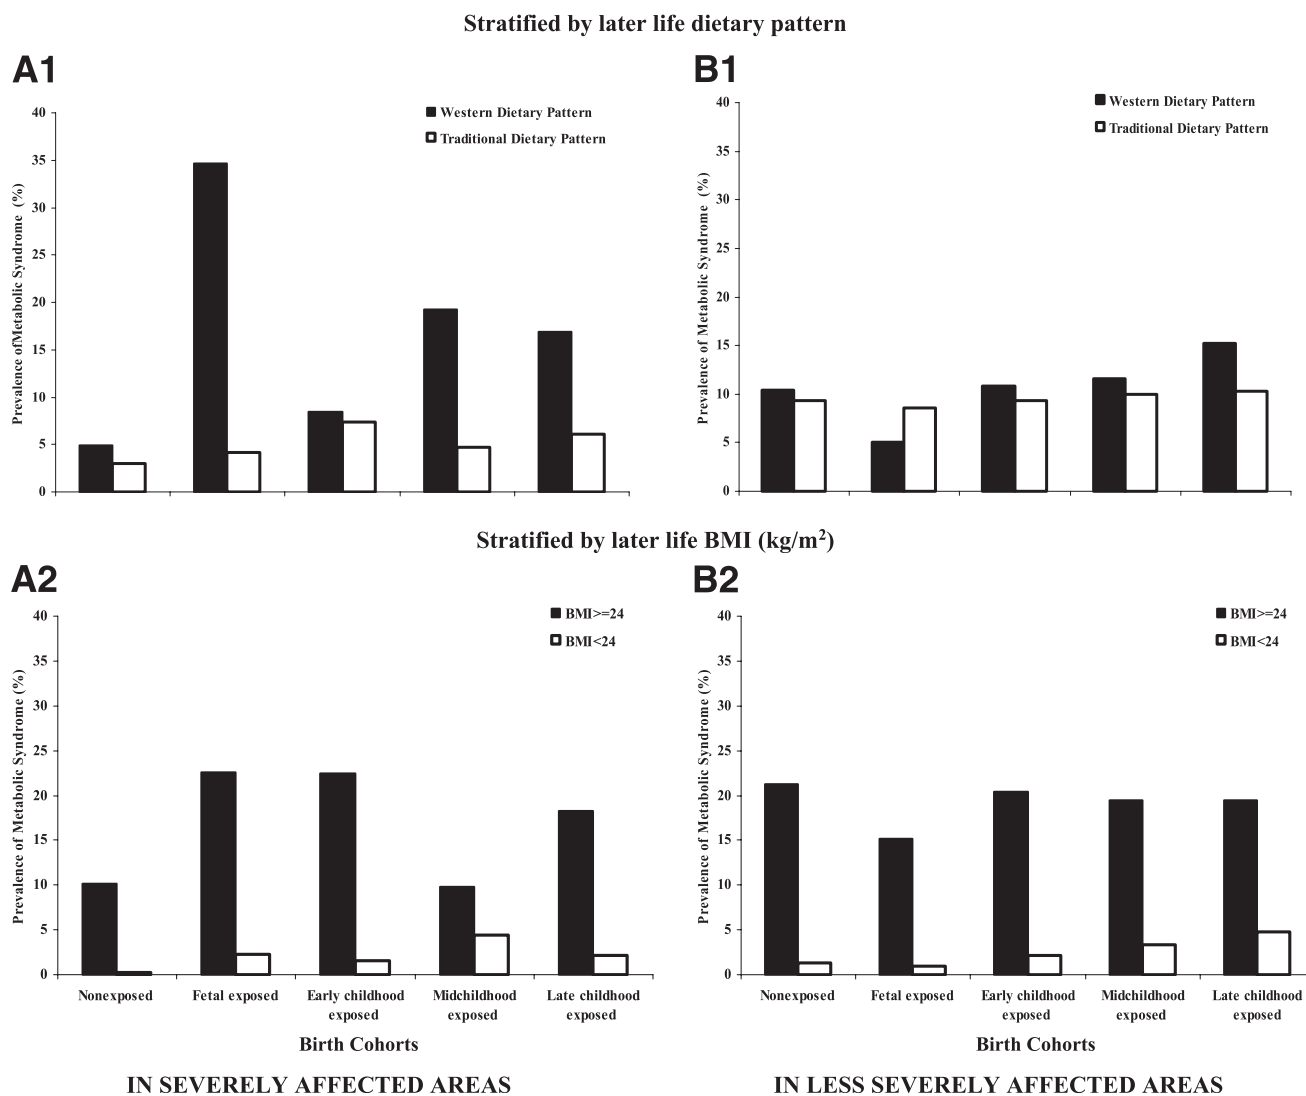 Stratified by later life dietary pattern
A1
Prevalence ofMetabolic Syndrome (%)
40
35
30
25
20
15
10
5
0
Western Dietary Pattern
Traditional Dietary Pattern
B1
Prevalence of Metabolic Syndrome (%)
40
35
30
25
20
15
10
5
0
Western Dietary Pattern
Traditional Dietary Pattern
Stratified by later life BMI (kg/m²)
A2
Prevalence of Metabolic Syndrome (%)
40
35
30
25
20
15
10
5
0
BMI>=24
BMI<24
Nonexposed
Fetal exposed
Early childhood
exposed
Midchildhood
exposed
Late childhood
exposed
Birth Cohorts
IN SEVERELY AFFECTED AREAS
B2
Prevalence of Metabolic Syndrome (%)
40
35
30
25
20
15
10
5
0
BMI>=24
BMI<24
Nonexposed
Fetal exposed
Early childhood
exposed
Midchildhood
exposed
Late childhood
exposed
Birth Cohorts
IN LESS SEVERELY AFFECTED AREAS